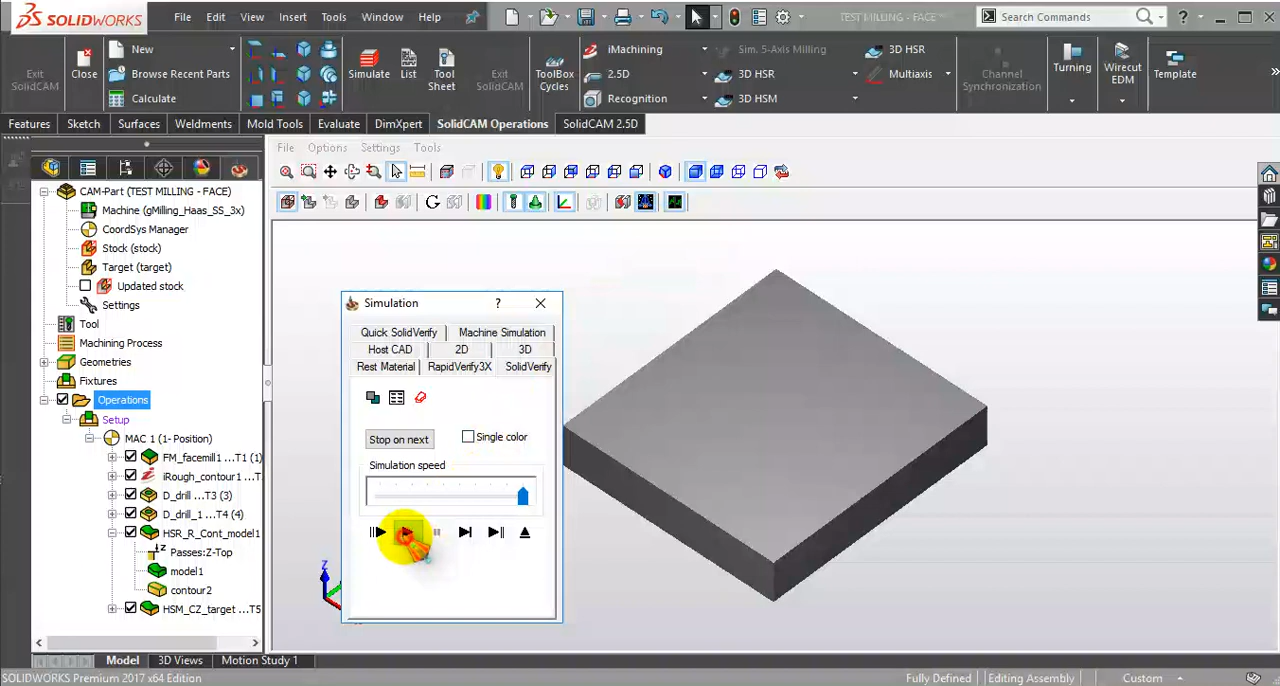 SOLIDWORKS File Edit View Insert Tools Window Help TEST MILLING - FACE Search Commands ?
Exit SolidCAM Close New Browse Recent Parts Calculate Simulate List Tool Sheet Exit SolidCAM ToolBox Cycles iMachining 2.5D Recognition Sim. 5-Axis Milling 3D HSR 3D HSM 3D HSR Multiaxis Channel Synchronization Turning Wirecut EDM Template
Features Sketch Surfaces Weldments Mold Tools Evaluate DimXpert SolidCAM Operations SolidCAM 2.5D
File Options Settings Tools
CAM-Part (TEST MILLING - FACE)
Machine (gMilling_Haas_SS_3x)
CoordSys Manager
Stock (stock)
Target (target)
Updated stock
Settings
Tool
Machining Process
Geometries
Fixtures
Operations
Setup
MAC 1 (1- Position)
FM_facemill1 ...T1 (1)
iRough_contour1 ...T
D_drill ...T3 (3)
D_drill_1 ...T4 (4)
HSR_R_Cont_model1
Passes:Z-Top
model1
contour2
HSM_CZ_target ...T5
Simulation ?
Quick SolidVerify Machine Simulation
Host CAD 2D 3D
Rest Material RapidVerify3X SolidVerify
Stop on next Single color
Simulation speed
Z
Model 3D Views Motion Study 1
SOLIDWORKS Premium 2017 x64 Edition Fully Defined Editing Assembly Custom